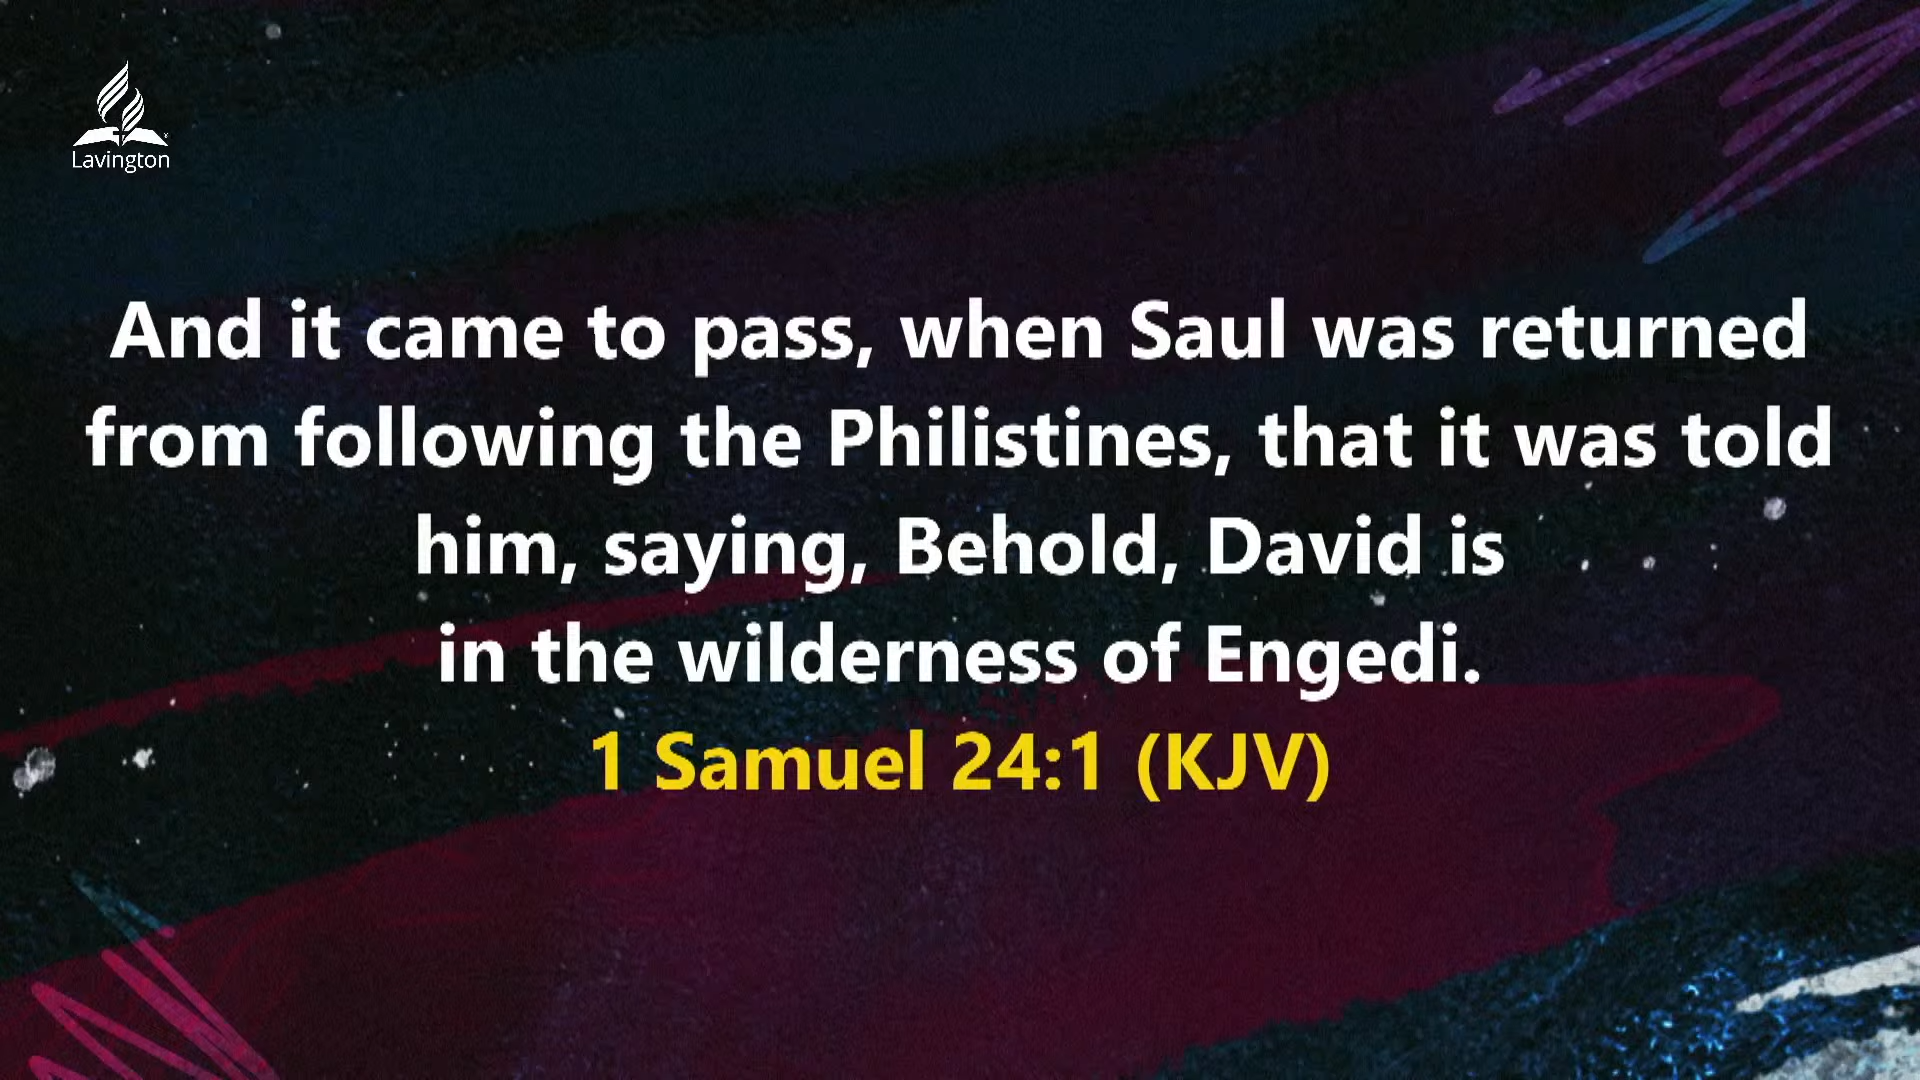 Lavington
And it came to pass, when Saul was returned
from following the Philistines, that it was told
him, saying, Behold, David is
in the wilderness of Engedi.
1 Samuel 24:1 (KJV)